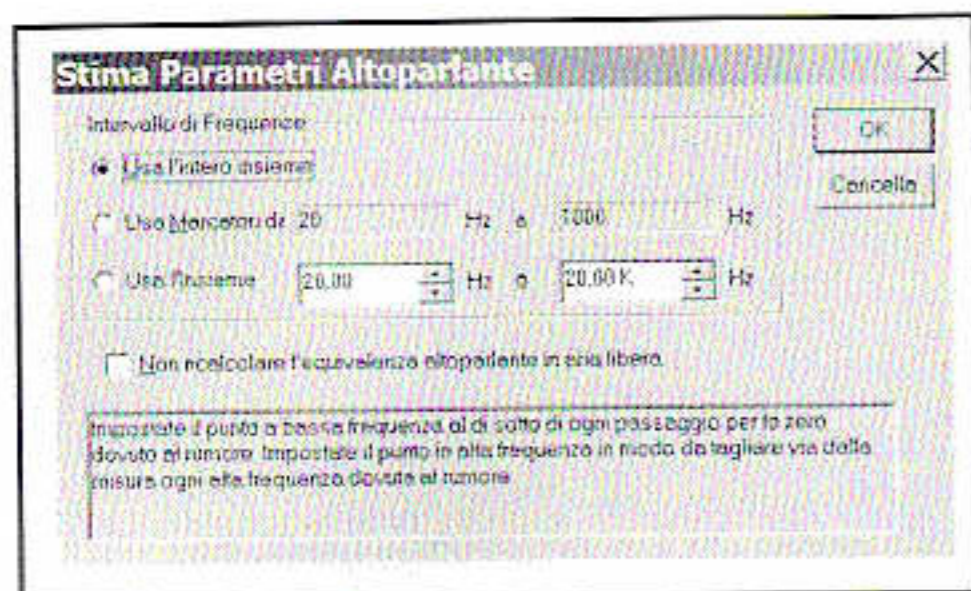 Stima Parametri Altoparlante
Intervallo di Frequenze
OK
Usa l'intero insieme
Cancella
Usa Marcatori da 20 Hz a 1000 Hz
Usa l'insieme 20,00 Hz a 20,00 K Hz
Non ricalcolare l'equivalenza altoparlante in aria libera.
Impostate il punto a bassa frequenza al di sotto di ogni passaggio per lo zero
dovuto al rumore. Impostate il punto in alta frequenza in modo da tagliare via dalla
misura ogni alta frequenza dovuta al rumore